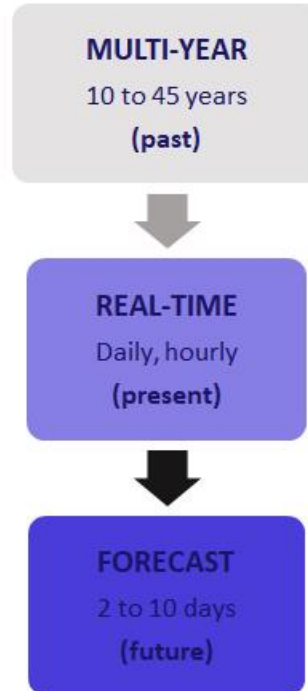 MULTI-YEAR
10 to 45 years
(past)
REAL-TIME
Daily, hourly
(present)
FORECAST
2 to 10 days
(future)